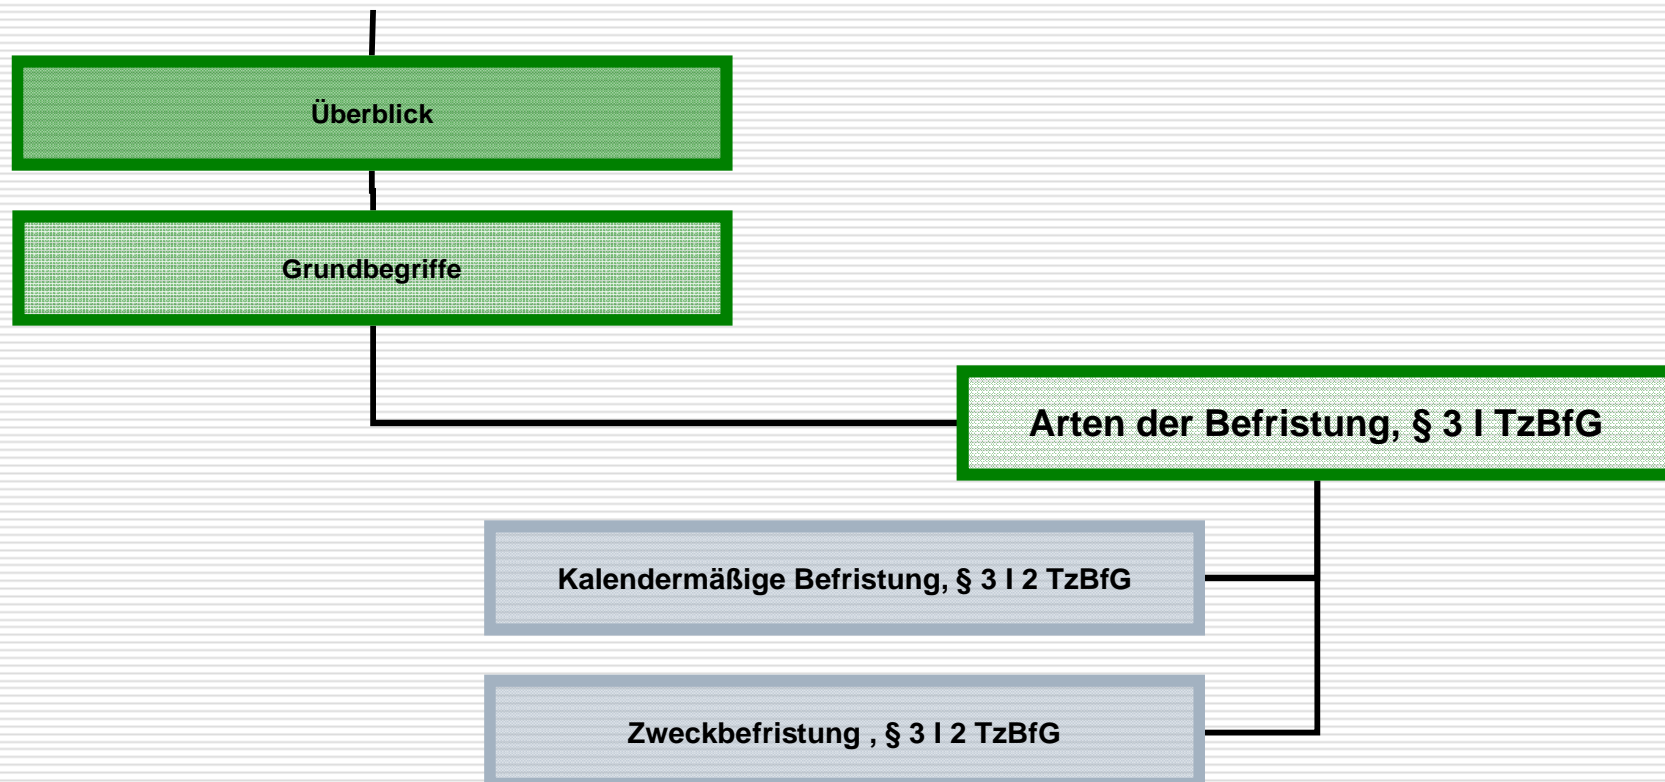 Überblick
Grundbegriffe
Arten der Befristung, § 3 I TzBfG
Kalendermäßige Befristung, § 3 I 2 TzBfG
Zweckbefristung , § 3 I 2 TzBfG